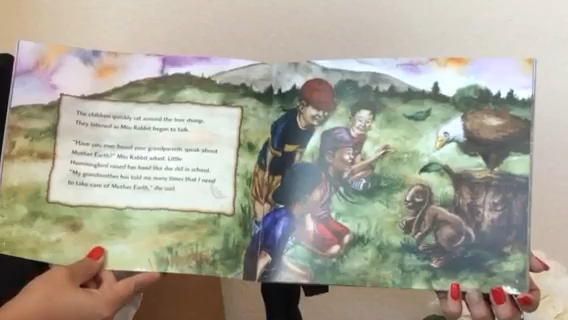 The children quickly sat around the tree stump.
They listened as Miss Rabbit began to talk.
"Have you ever heard your grandparents speak about
Mother Earth?" Miss Rabbit asked. Little
Hummingbird raised her hand like she did in school.
"My grandmother has told me many times that I need
to take care of Mother Earth," she said.